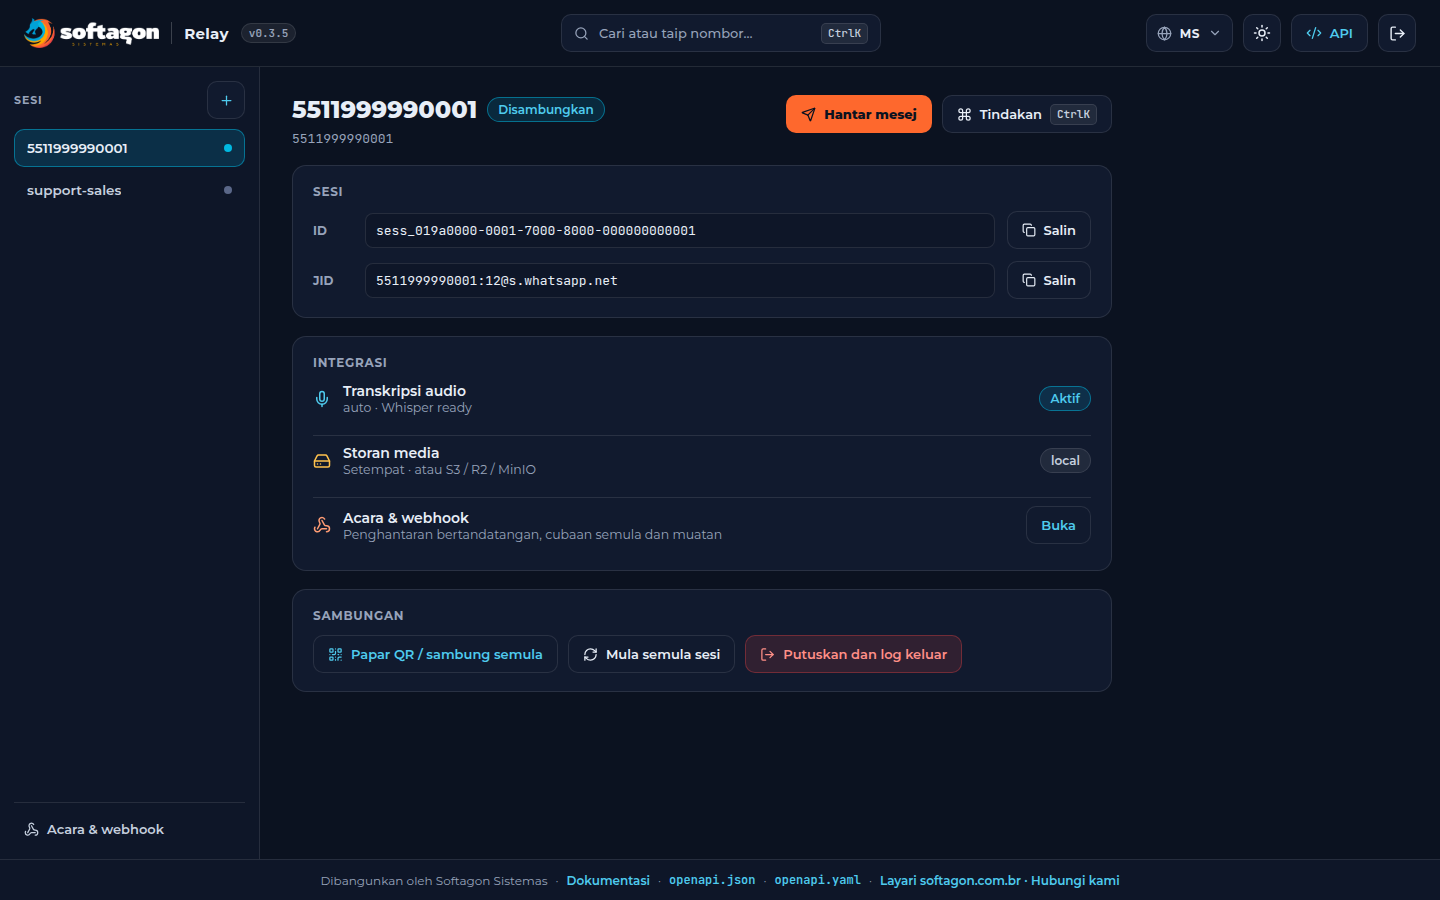 softagon
SISTEMAS
Relay
v0.3.5
Cari atau taip nombor...
CtrlK
MS
API
SESI
5511999990001
support-sales
Acara & webhook
5511999990001
Disambungkan
5511999990001
Hantar mesej
Tindakan
CtrlK
SESI
ID
sess_019a0000-0001-7000-8000-000000000001
Salin
JID
5511999990001:12@s.whatsapp.net
Salin
INTEGRASI
Transkripsi audio
auto · Whisper ready
Aktif
Storan media
Setempat · atau S3 / R2 / MinIO
local
Acara & webhook
Penghantaran bertandatangan, cubaan semula dan muatan
Buka
SAMBUNGAN
Papar QR / sambung semula
Mula semula sesi
Putuskan dan log keluar
Dibangunkan oleh Softagon Sistemas · Dokumentasi · openapi.json · openapi.yaml · Layari softagon.com.br · Hubungi kami